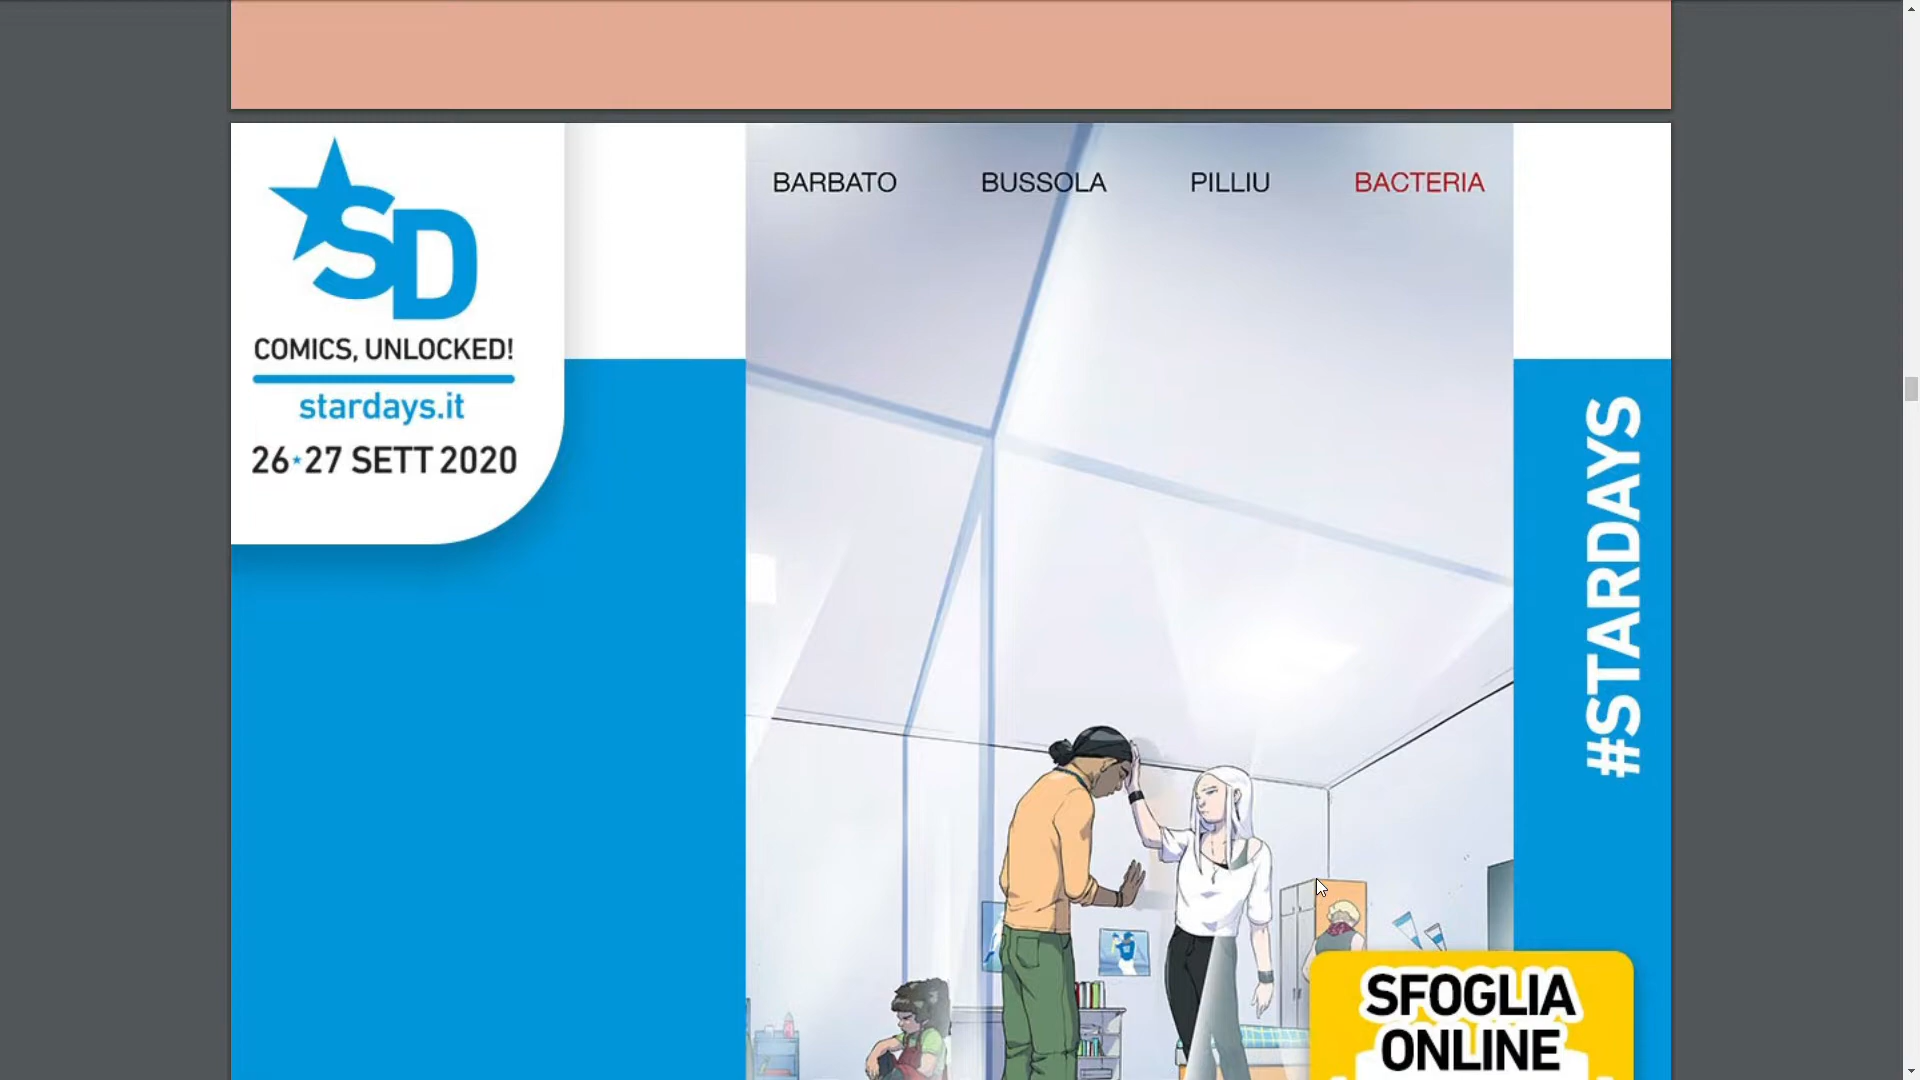 SD
COMICS, UNLOCKED!
stardays.it
26★27 SETT 2020
BARBATO BUSSOLA PILLIU BACTERIA
#STARDAYS
SFOGLIA
ONLINE